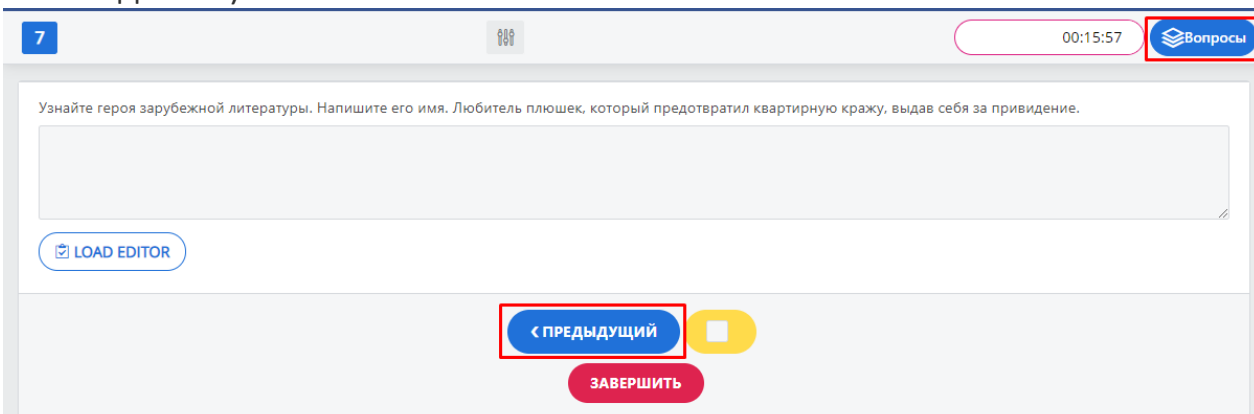 7
00:15:57
Вопросы
Узнайте героя зарубежной литературы. Напишите его имя. Любитель плюшек, который предотвратил квартирную кражу, выдав себя за привидение.
LOAD EDITOR
ПРЕДЫДУЩИЙ
ЗАВЕРШИТЬ